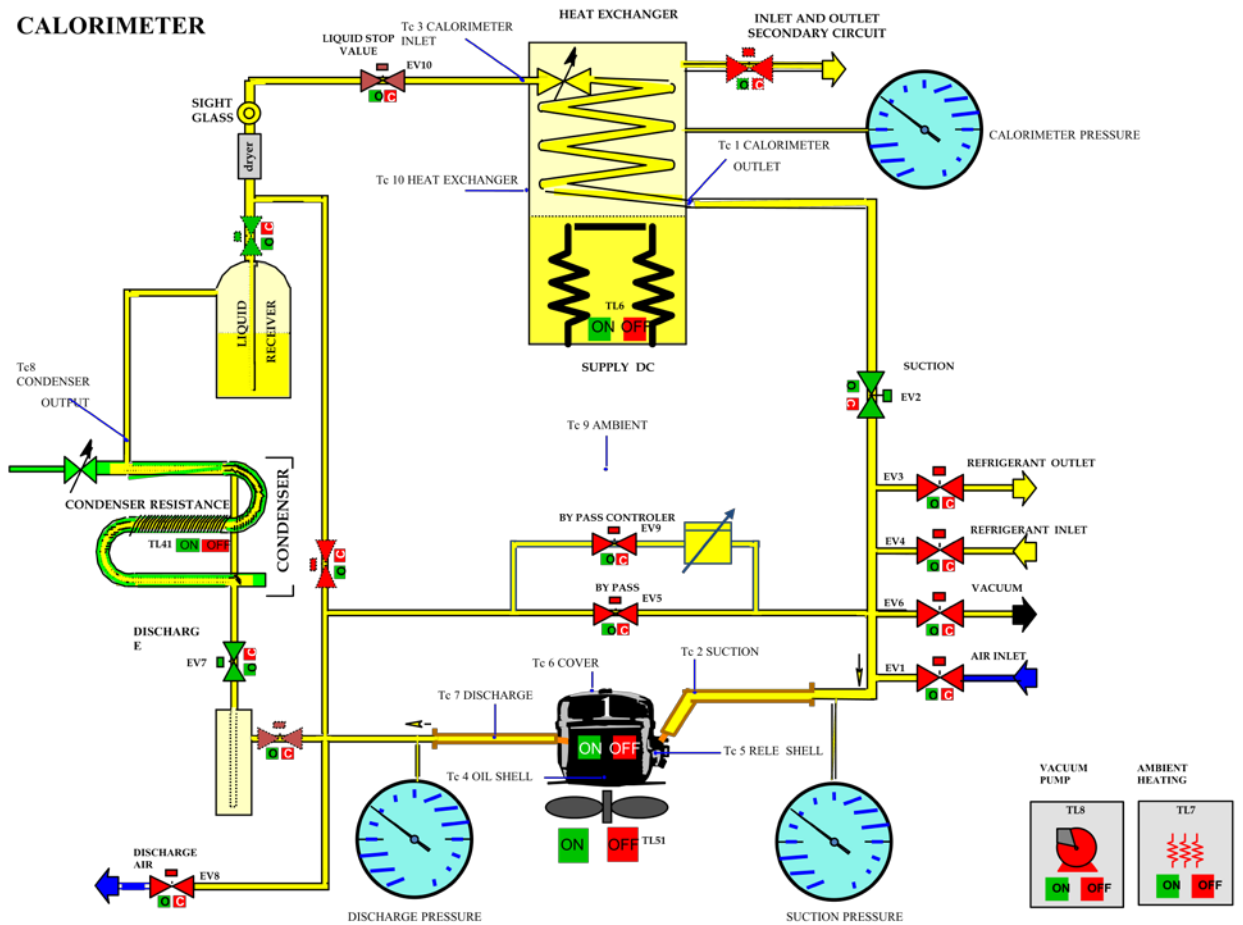 CALORIMETER
HEAT EXCHANGER
INLET AND OUTLET
SECONDARY CIRCUIT
Tc 3 CALORIMETER
INLET
LIQUID STOP
VALUE
EV10
O C
O C
SIGHT
GLASS
CALORIMETER PRESSURE
dryer
Tc 1 CALORIMETER
OUTLET
Tc 10 HEAT EXCHANGER
C
O
LIQUID
RECEIVER
TL6
ON OFF
SUPPLY DC
Tc8
CONDENSER
OUTPUT
SUCTION
O
C
EV2
Tc 9 AMBIENT
REFRIGERANT OUTLET
EV3
O C
CONDENSER RESISTANCE
TL41 ON OFF
CONDENSER
BY PASS CONTROLER
EV9
O C
REFRIGERANT INLET
EV4
O C
C
O
BY PASS
EV5
O C
VACUUM
EV6
O C
DISCHARG
E
EV7
C
O
Tc 6 COVER
Tc 2 SUCTION
AIR INLET
EV1
O C
Tc 7 DISCHARGE
ON OFF
Tc 5 RELE SHELL
O C
Tc 4 OIL SHELL
VACUUM
PUMP
AMBIENT
HEATING
TL8
TL7
ON OFF TL51
DISCHARGE
AIR
EV8
O C
ON OFF
ON OFF
DISCHARGE PRESSURE
SUCTION PRESSURE